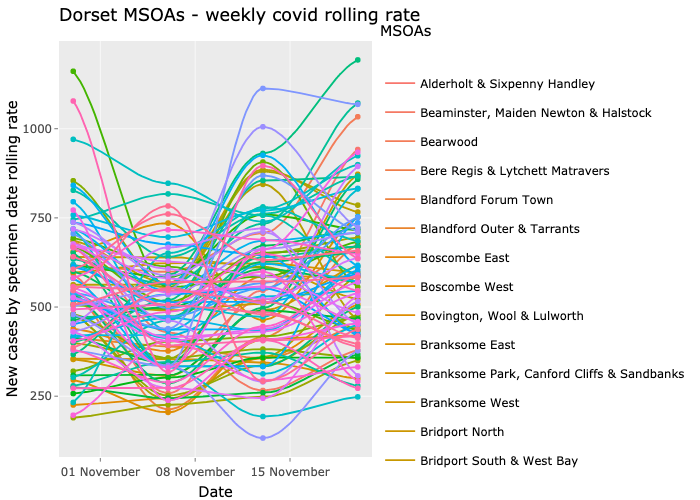 Dorset MSOAs - weekly covid rolling rate
MSOAs
New cases by specimen date rolling rate
1000
750
500
250
01 November
08 November
15 November
Date
Alderholt & Sixpenny Handley
Beaminster, Maiden Newton & Halstock
Bearwood
Bere Regis & Lytchett Matravers
Blandford Forum Town
Blandford Outer & Tarrants
Boscombe East
Boscombe West
Bovington, Wool & Lulworth
Branksome East
Branksome Park, Canford Cliffs & Sandbanks
Branksome West
Bridport North
Bridport South & West Bay